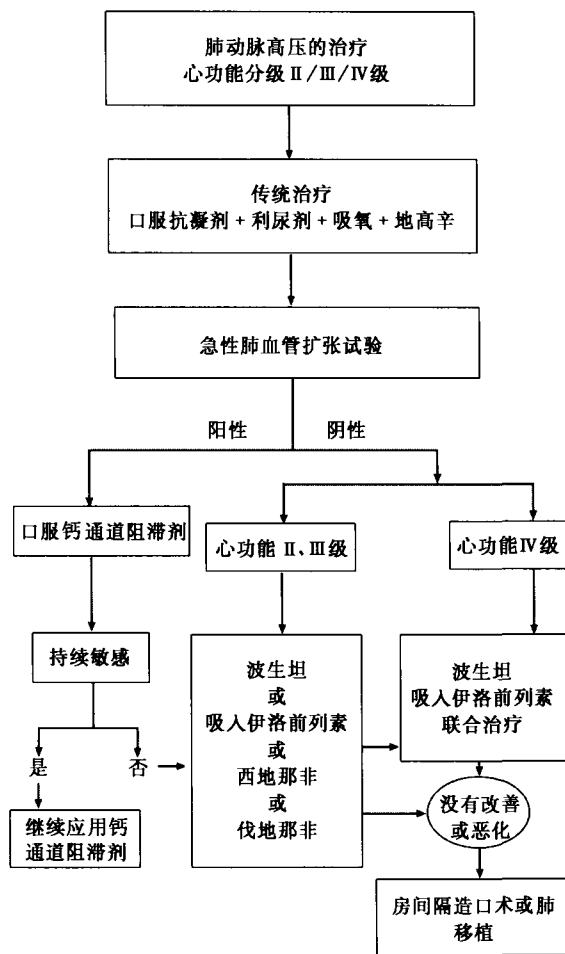 肺动脉高压的治疗
心功能分级Ⅱ/Ⅲ/Ⅳ级
传统治疗
口服抗凝剂+利尿剂+吸氧+地高辛
急性肺血管扩张试验
阳性
阴性
口服钙通道阻滞剂
心功能Ⅱ、Ⅲ级
心功能Ⅳ级
持续敏感
是
否
继续应用钙
通道阻滞剂
波生坦
或
吸入伊洛前列素
或
西地那非
或
伐地那非
波生坦
吸入伊洛前列素
联合治疗
没有改善
或恶化
房间隔造口术或肺
移植